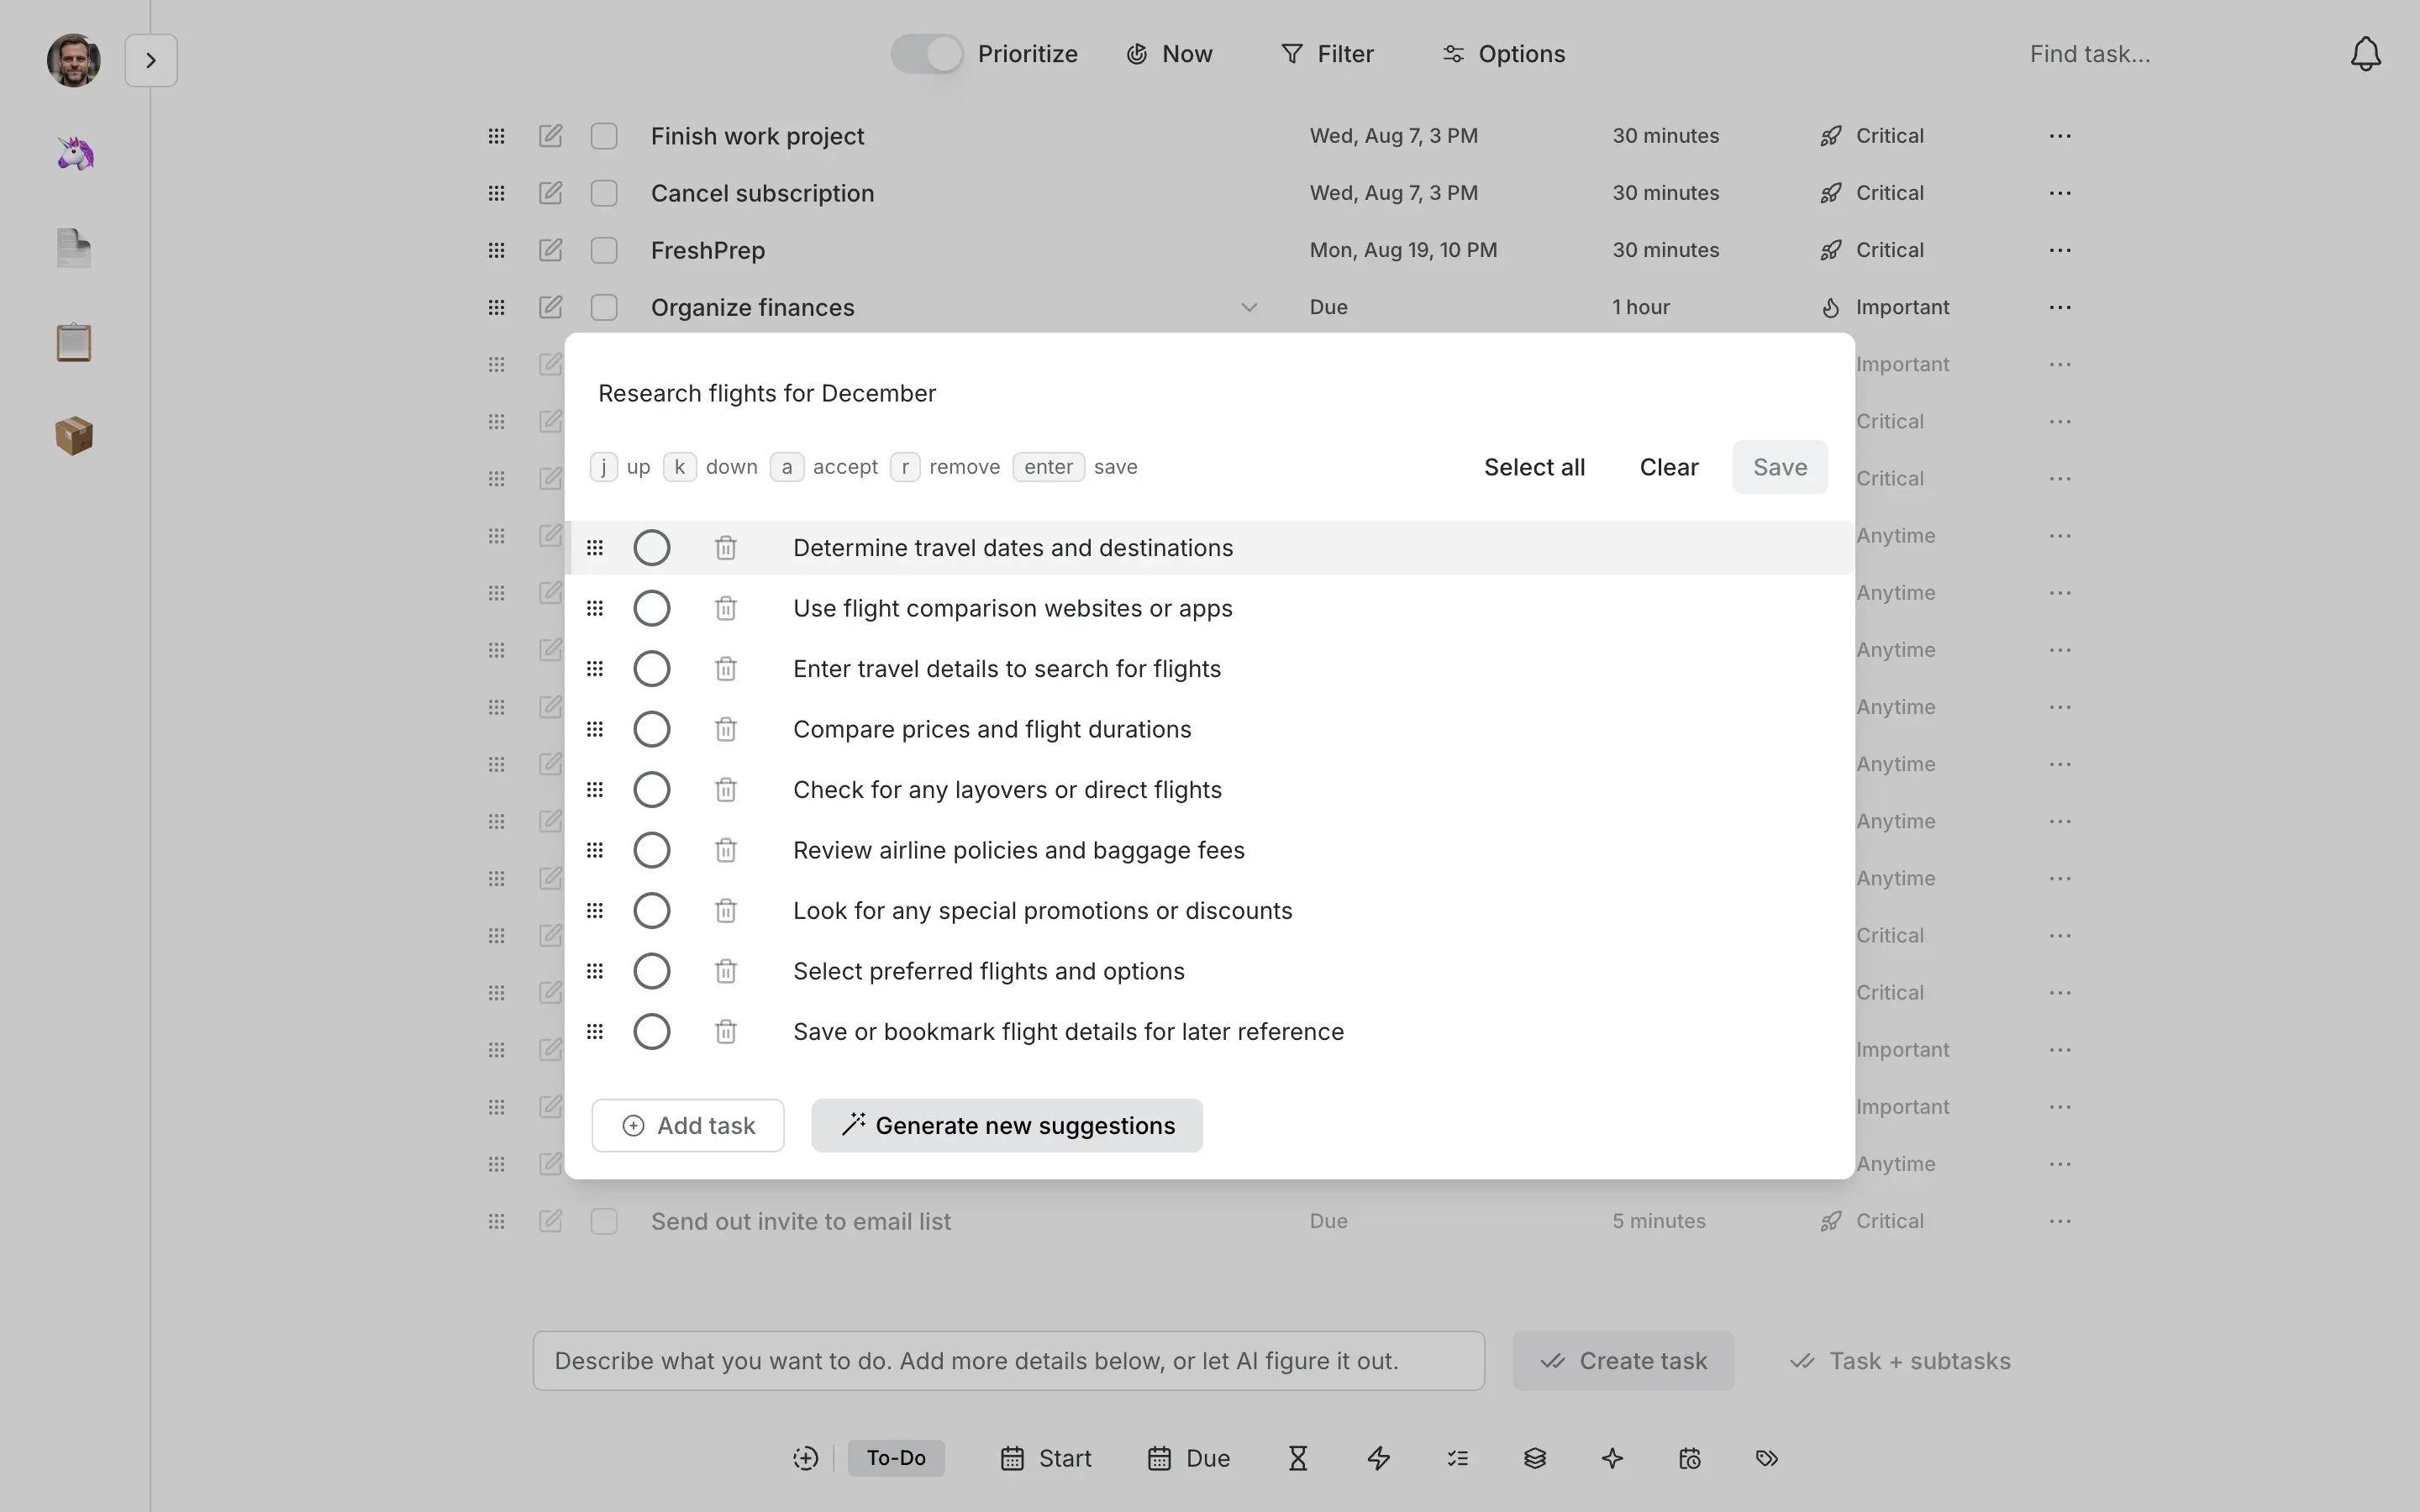 Prioritize Now Filter Options Find task...
Finish work project Wed, Aug 7, 3 PM 30 minutes Critical
Cancel subscription Wed, Aug 7, 3 PM 30 minutes Critical
FreshPrep Mon, Aug 19, 10 PM 30 minutes Critical
Organize finances Due 1 hour Important
Important
Research flights for December
Critical
j up k down a accept r remove enter save Select all Clear Save
Critical
Determine travel dates and destinations
Anytime
Use flight comparison websites or apps
Anytime
Enter travel details to search for flights
Anytime
Compare prices and flight durations
Anytime
Check for any layovers or direct flights
Anytime
Review airline policies and baggage fees
Anytime
Look for any special promotions or discounts
Anytime
Select preferred flights and options
Critical
Save or bookmark flight details for later reference
Critical
Important
Add task Generate new suggestions
Important
Anytime
Send out invite to email list Due 5 minutes Critical
Describe what you want to do. Add more details below, or let AI figure it out. Create task Task + subtasks
To-Do Start Due